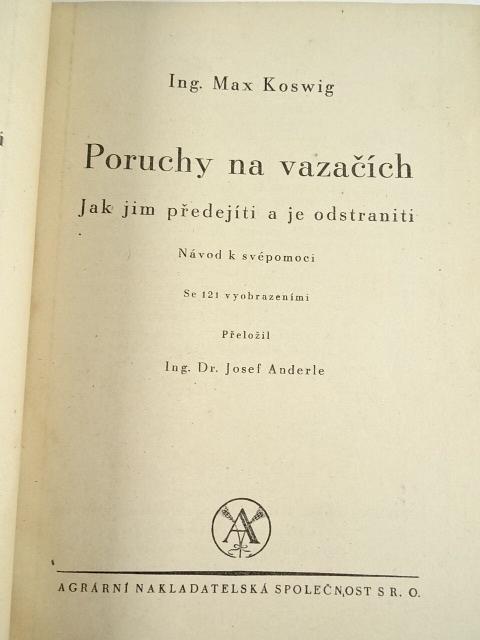 Ing. Max Koswig
Poruchy na vazačích
Jak jim předejíti a je odstraniti
Návod k svépomoci
Se 121 vyobrazeními
Přeložil
Ing. Dr. Josef Anderle
A
AGRÁRNÍ NAKLADATELSKÁ SPOLEČNOST S R. O.